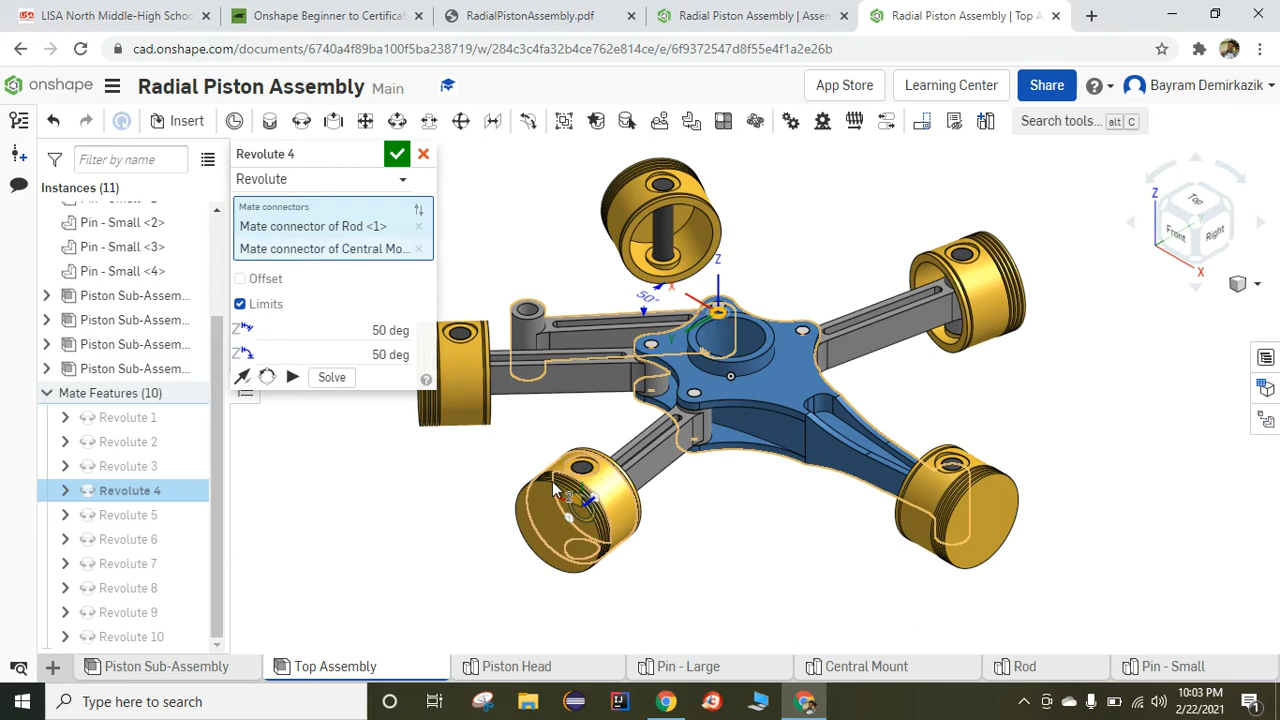 LISA North Middle-High Schoo
Onshape Beginner to Certificat
RadialPistonAssembly.pdf
Radial Piston Assembly | Assem
Radial Piston Assembly | Top A
cad.onshape.com/documents/6740a4f89ba100f5ba238719/w/284c3c4fa32b4ce762e814ce/e/6f9372547d8f55e4f1a2e26b
onshape
Radial Piston Assembly
Main
App Store
Learning Center
Share
Bayram Demirkazik
Insert
Search tools...
alt
C
Filter by name
Instances (11)
Pin - Small <2>
Pin - Small <3>
Pin - Small <4>
Piston Sub-Assem...
Piston Sub-Assem...
Piston Sub-Assem...
Piston Sub-Assem...
Mate Features (10)
Revolute 1
Revolute 2
Revolute 3
Revolute 4
Revolute 5
Revolute 6
Revolute 7
Revolute 8
Revolute 9
Revolute 10
Revolute 4
Revolute
Mate connectors
Mate connector of Rod <1>
Mate connector of Central Mo...
Offset
Limits
Z
50 deg
Z
50 deg
Solve
50°
Z
X
Y
2
Z
Top
Front
Right
X
Piston Sub-Assembly
Top Assembly
Piston Head
Pin - Large
Central Mount
Rod
Pin - Small
Type here to search
10:03 PM
2/22/2021
1